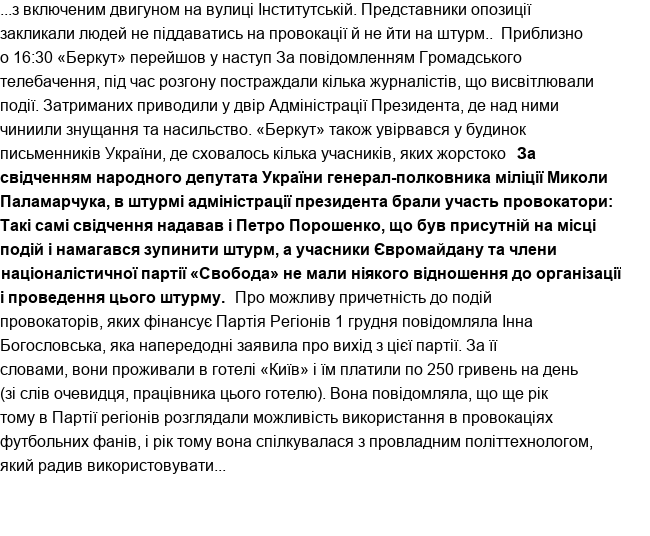 ...з включеним двигуном на вулиці Інститутській. Представники опозиції
закликали людей не піддаватись на провокації й не йти на штурм.. Приблизно
о 16:30 «Беркут» перейшов у наступ За повідомленням Громадського
телебачення, під час розгону постраждали кілька журналістів, що висвітлювали
події. Затриманих приводили у двір Адміністрації Президента, де над ними
чиниили знущання та насильство. «Беркут» також увірвався у будинок
письменників України, де сховалось кілька учасників, яких жорстоко За
свідченням народного депутата України генерал-полковника міліції Миколи
Паламарчука, в штурмі адміністрації президента брали участь провокатори:
Такі самі свідчення надавав і Петро Порошенко, що був присутній на місці
подій і намагався зупинити штурм, а учасники Євромайдану та члени
націоналістичної партії «Свобода» не мали ніякого відношення до організації
і проведення цього штурму. Про можливу причетність до подій
провокаторів, яких фінансує Партія Регіонів 1 грудня повідомляла Інна
Богословська, яка напередодні заявила про вихід з цієї партії. За її
словами, вони проживали в готелі «Київ» і їм платили по 250 гривень на день
(зі слів очевидця, працівника цього готелю). Вона повідомляла, що ще рік
тому в Партії регіонів розглядали можливість використання в провокаціях
футбольних фанів, і рік тому вона спілкувалася з провладним політтехнологом,
який радив використовувати...